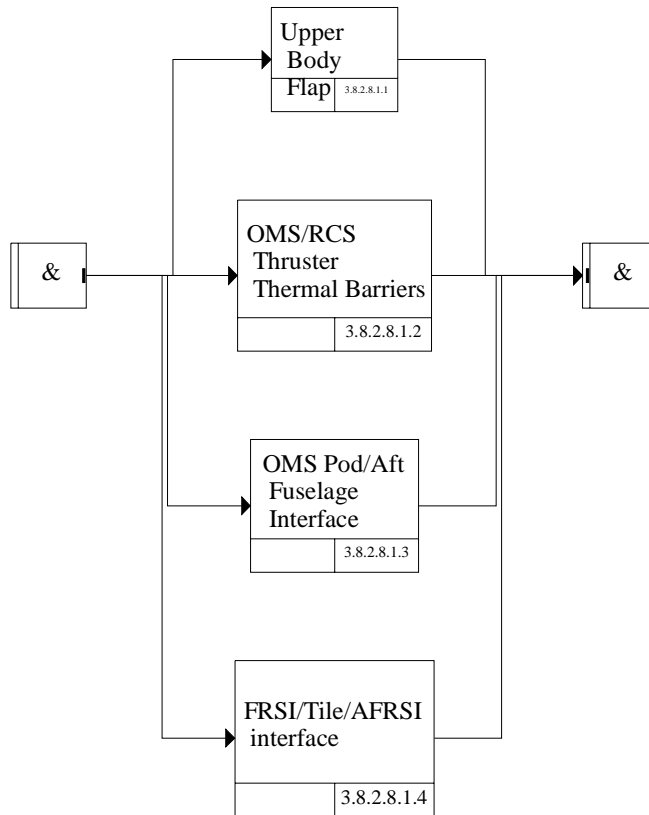 Upper
Body
Flap
3.8.2.8.1.1
&
OMS/RCS
Thruster
Thermal Barriers
3.8.2.8.1.2
&
OMS Pod/Aft
Fuselage
Interface
3.8.2.8.1.3
FRSI/Tile/AFRSI
interface
3.8.2.8.1.4